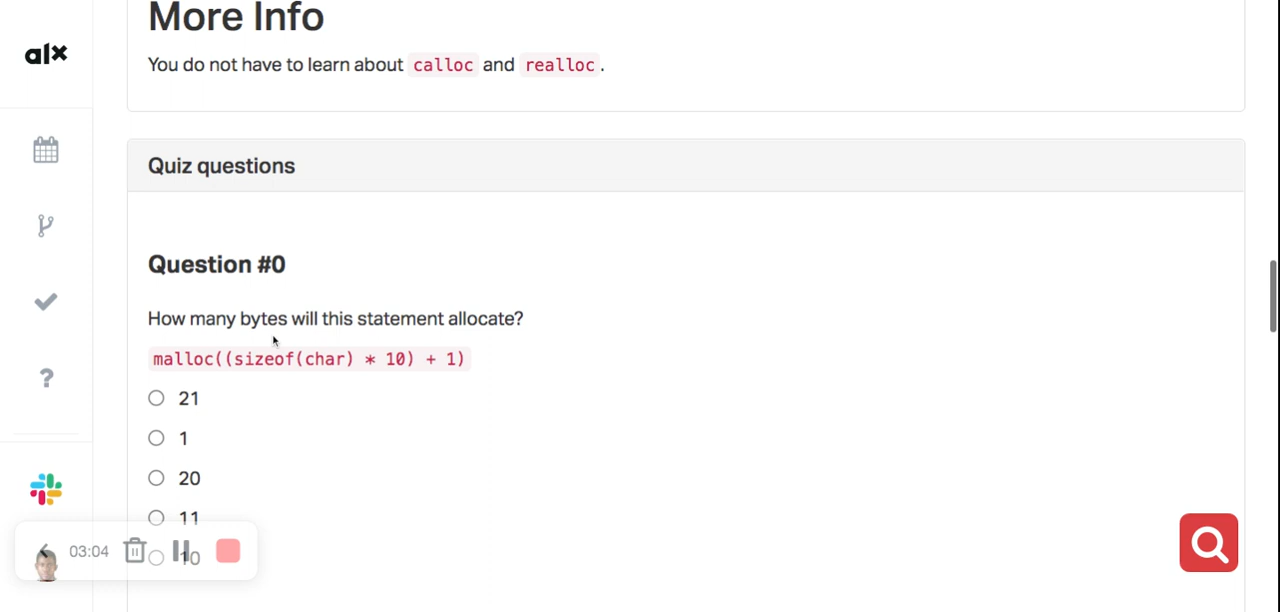 More Info
alx
You do not have to learn about calloc and realloc.
Quiz questions
Question #0
How many bytes will this statement allocate?
malloc((sizeof(char) * 10) + 1)
21
1
20
11
03:04
10
?